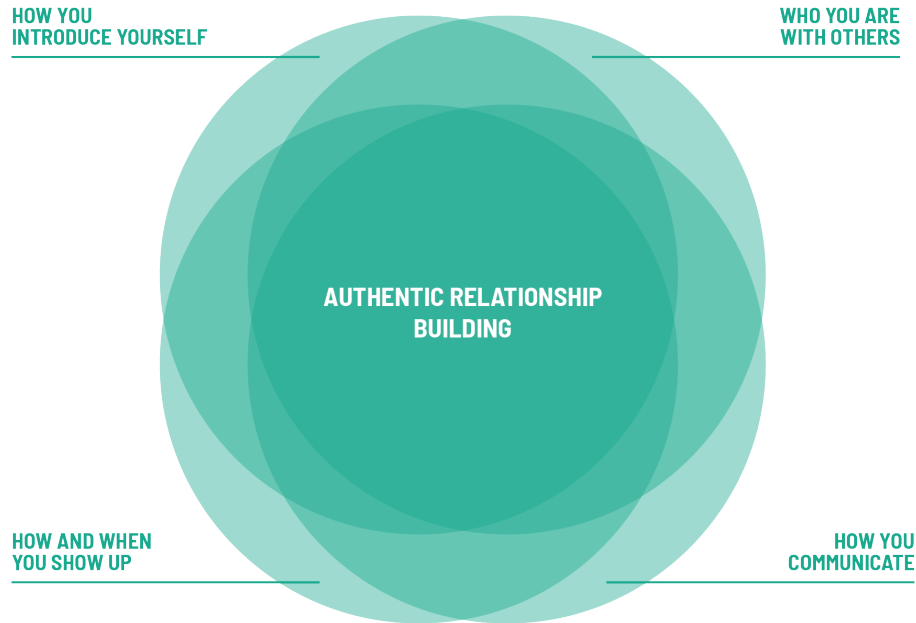 HOW YOU
INTRODUCE YOURSELF
WHO YOU ARE
WITH OTHERS
AUTHENTIC RELATIONSHIP
BUILDING
HOW AND WHEN
YOU SHOW UP
HOW YOU
COMMUNICATE